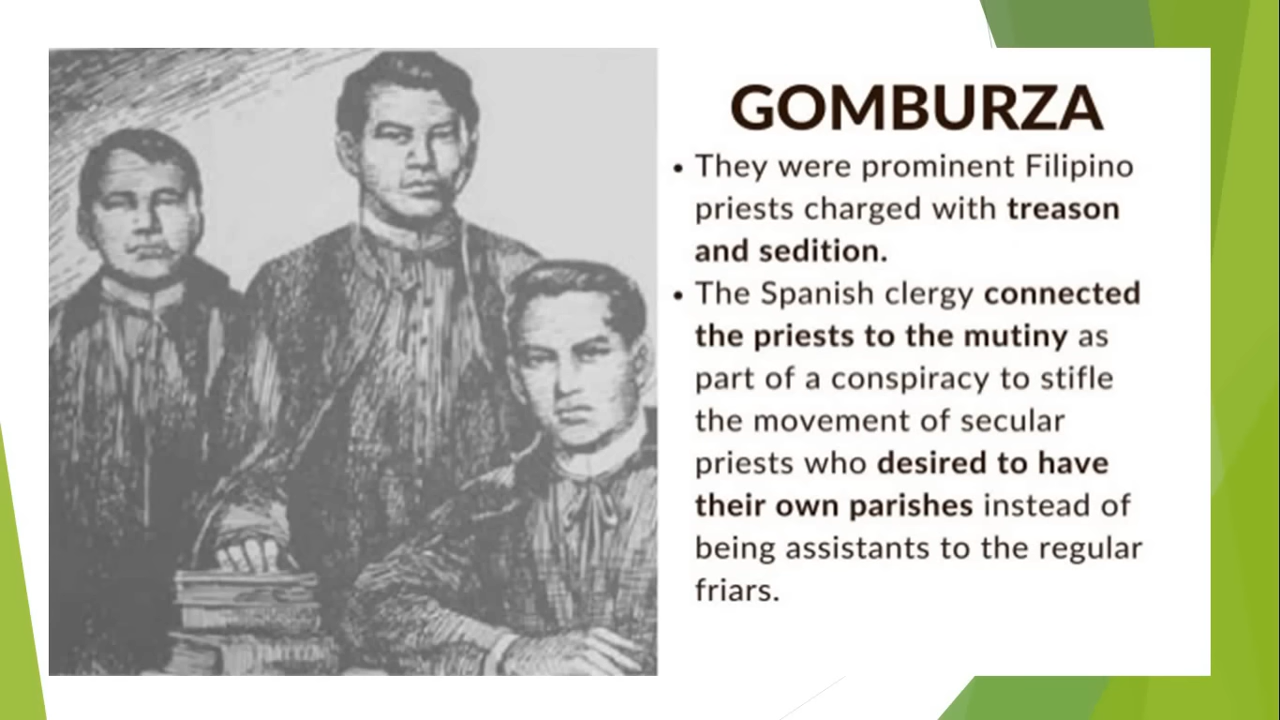 GOMBURZA
• They were prominent Filipino
priests charged with treason
and sedition.
• The Spanish clergy connected
the priests to the mutiny as
part of a conspiracy to stifle
the movement of secular
priests who desired to have
their own parishes instead of
being assistants to the regular
friars.